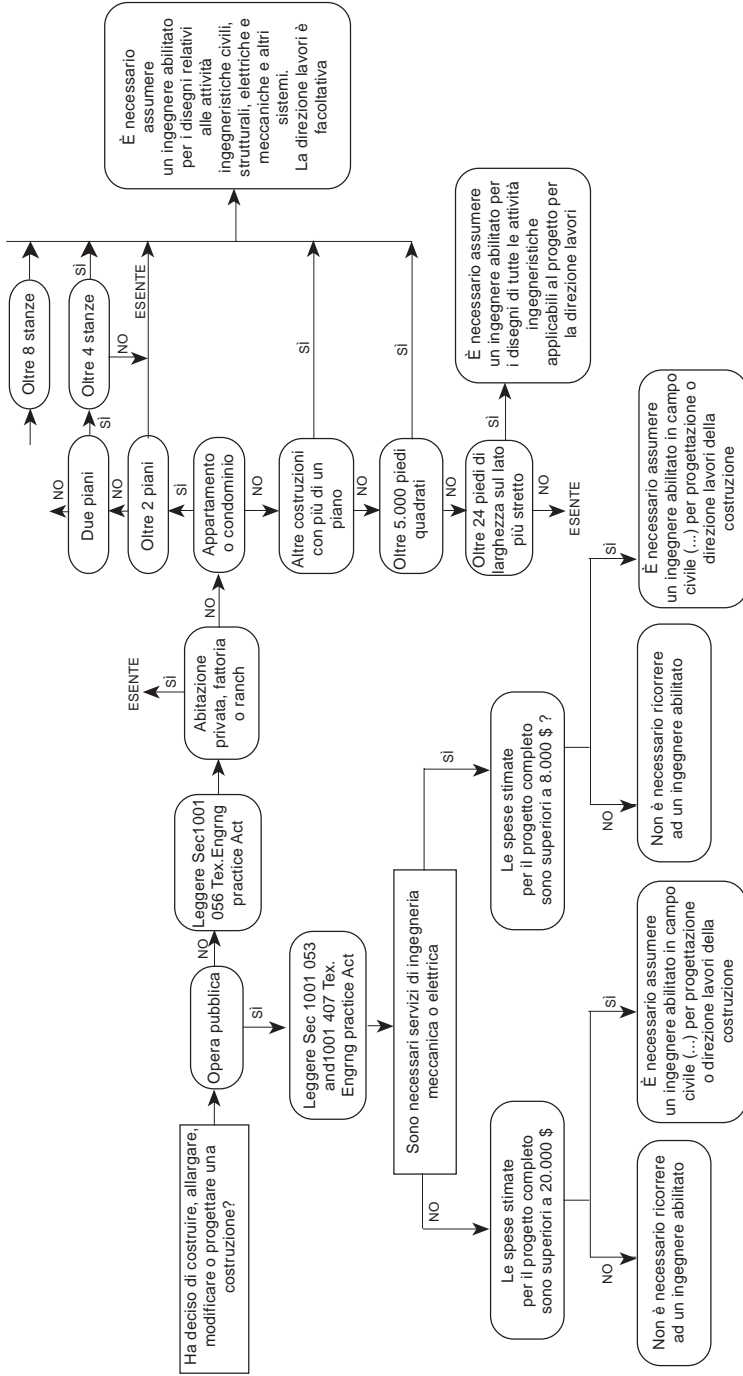 Ha deciso di costruire, allargare,
modificare o progettare una
costruzione?
Opera pubblica
NO
SÌ
Leggere Sec1001
056 Tex.Engrng
practice Act
Abitazione
privata, fattoria
o ranch
SÌ
ESENTE
NO
Due piani
NO
SÌ
Oltre 2 piani
NO
Appartamento
o condominio
SÌ
NO
Altre costruzioni
con più di un
piano
SÌ
NO
Oltre 5.000 piedi
quadrati
SÌ
NO
Oltre 24 piedi di
larghezza sul lato
più stretto
SÌ
NO
ESENTE
Oltre 8 stanze
Oltre 4 stanze
SÌ
NO
ESENTE
È necessario
assumere
un ingegnere abilitato
per i disegni relativi
alle attività
ingegneristiche civili,
strutturali, elettriche e
meccaniche e altri
sistemi.
La direzione lavori è
facoltativa
È necessario assumere
un ingegnere abilitato per
i disegni di tutte le attività
ingegneristiche
applicabili al progetto per
la direzione lavori
Leggere Sec 1001 053
and1001 407 Tex.
Engrng practice Act
Sono necessari servizi di ingegneria
meccanica o elettrica
NO
SÌ
Le spese stimate
per il progetto completo
sono superiori a 20.000 $
NO
SÌ
Non è necessario ricorrere
ad un ingegnere abilitato
È necessario assumere
un ingegnere abilitato in campo
civile (...) per progettazione
o direzione lavori della
costruzione
Le spese stimate
per il progetto completo
sono superiori a 8.000 $ ?
NO
SÌ
Non è necessario ricorrere
ad un ingegnere abilitato
È necessario assumere
un ingegnere abilitato in campo
civile (...) per progettazione o
direzione lavori della
costruzione